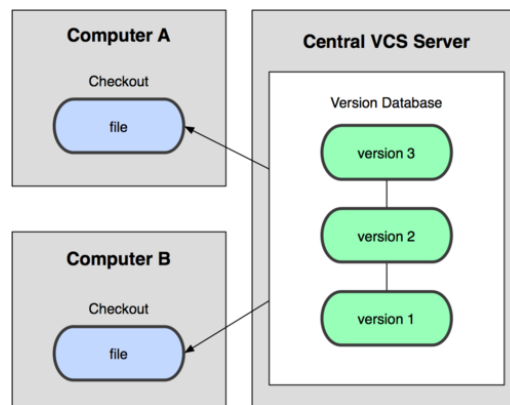 Computer A
Checkout
file
Computer B
Checkout
file
Central VCS Server
Version Database
version 3
version 2
version 1